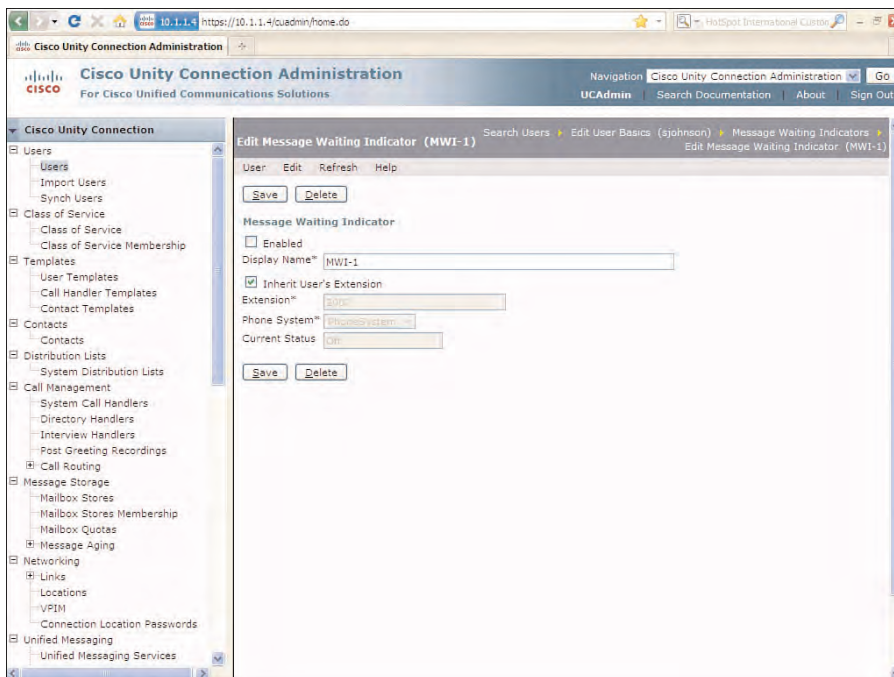 10.1.1.4 https://10.1.1.4/cuadmin/home.do
HotSpot International Custom
Cisco Unity Connection Administration
CISCO
Cisco Unity Connection Administration
For Cisco Unified Communications Solutions
Navigation Cisco Unity Connection Administration Go
UCAdmin Search Documentation About Sign Out
Cisco Unity Connection
Users
Users
Import Users
Synch Users
Class of Service
Class of Service
Class of Service Membership
Templates
User Templates
Call Handler Templates
Contact Templates
Contacts
Contacts
Distribution Lists
System Distribution Lists
Call Management
System Call Handlers
Directory Handlers
Interview Handlers
Post Greeting Recordings
Call Routing
Message Storage
Mailbox Stores
Mailbox Stores Membership
Mailbox Quotas
Message Aging
Networking
Links
Locations
VPIM
Connection Location Passwords
Unified Messaging
Unified Messaging Services
Edit Message Waiting Indicator (MWI-1)
Search Users Edit User Basics (sjohnson) Message Waiting Indicators
Edit Message Waiting Indicator (MWI-1)
User Edit Refresh Help
Save Delete
Message Waiting Indicator
Enabled
Display Name* MWI-1
Inherit User's Extension
Extension*
Phone System* PhoneSystem
Current Status Off
Save Delete